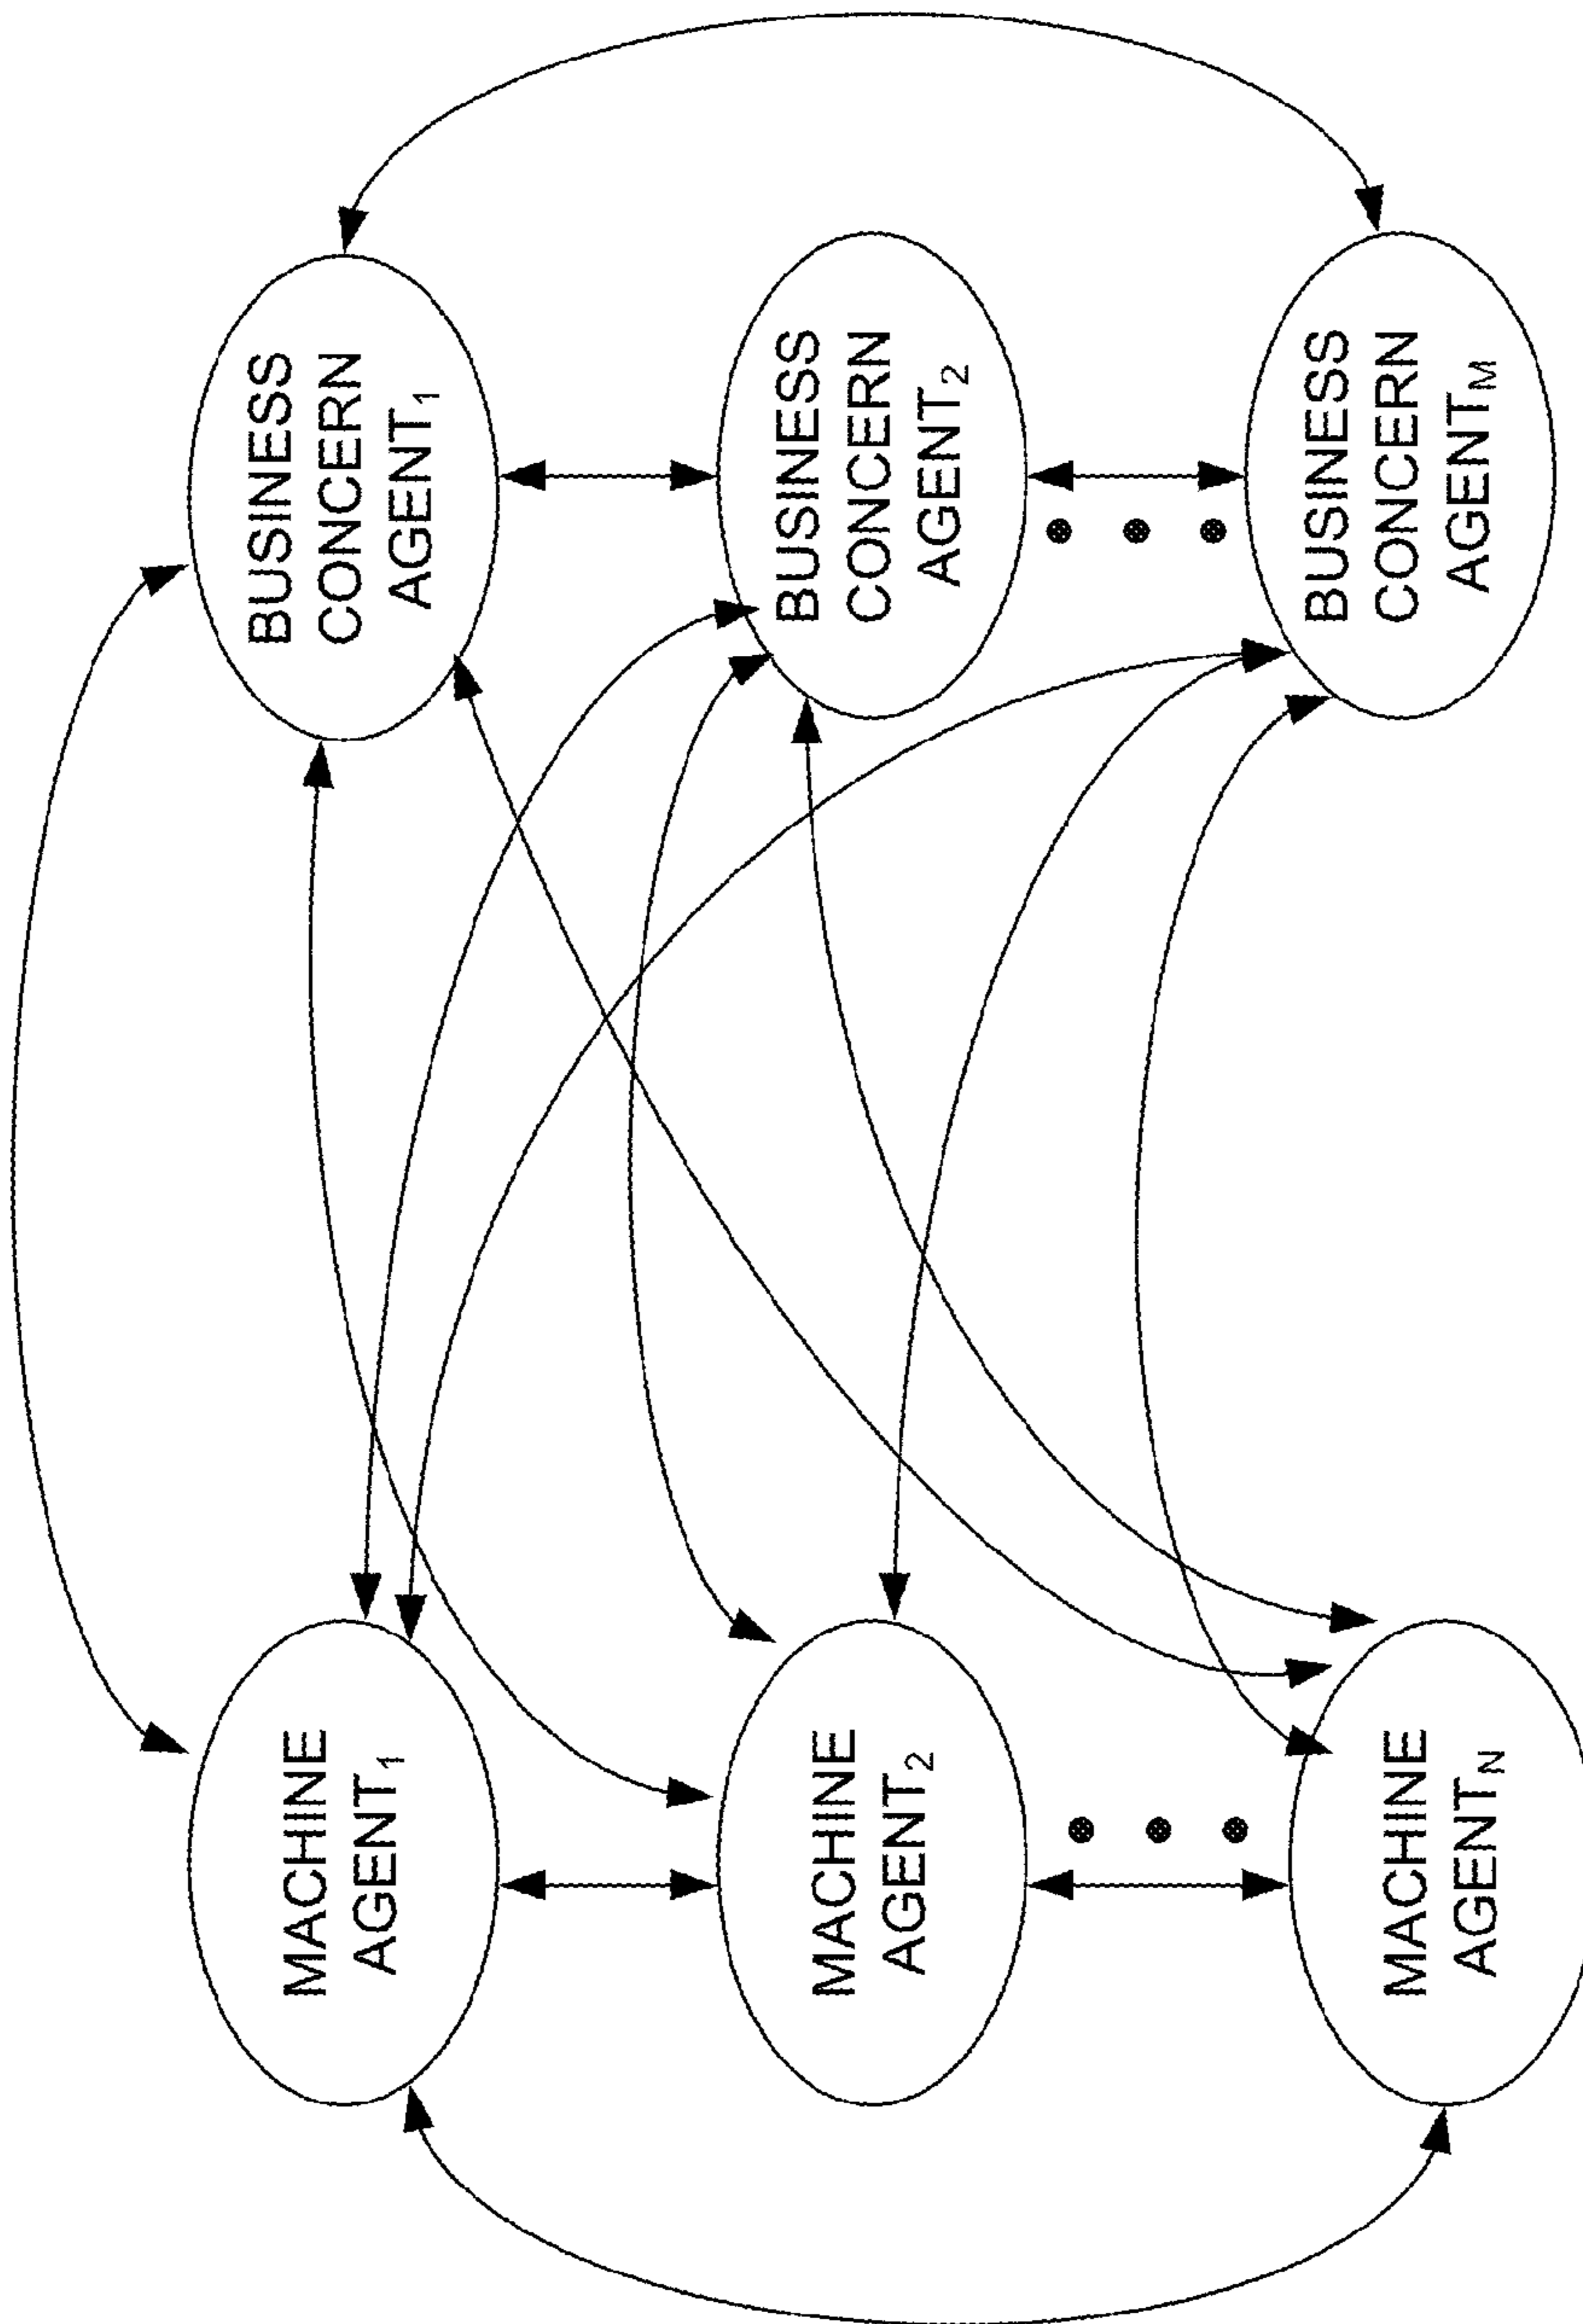 BUSINESS
CONCERN
AGENT1
BUSINESS
CONCERN
AGENT2
BUSINESS
CONCERN
AGENTM
MACHINE
AGENT1
MACHINE
AGENT2
MACHINE
AGENTN